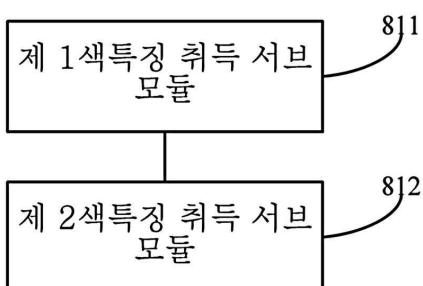 811
제 1색특징 취득 서브
모듈
812
제 2색특징 취득 서브
모듈